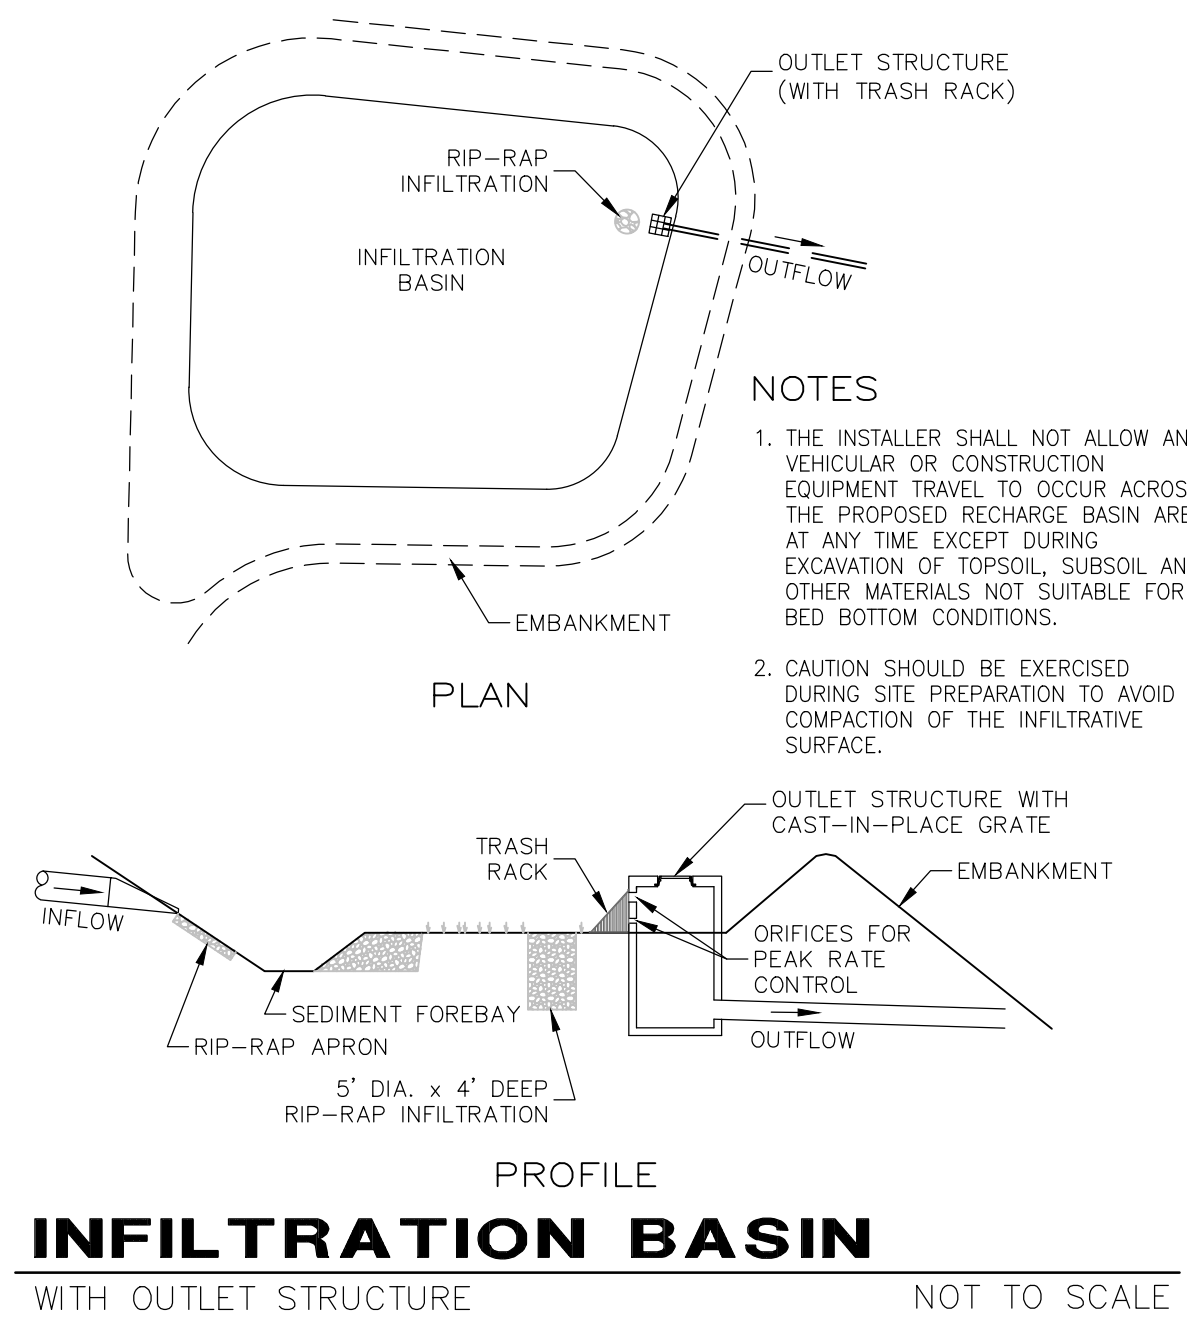 OUTLET STRUCTURE
(WITH TRASH RACK)
RIP-RAP
INFILTRATION
INFILTRATION
BASIN
OUTFLOW
EMBANKMENT
PLAN
NOTES
1. THE INSTALLER SHALL NOT ALLOW AN
VEHICULAR OR CONSTRUCTION
EQUIPMENT TRAVEL TO OCCUR ACROS
THE PROPOSED RECHARGE BASIN ARE
AT ANY TIME EXCEPT DURING
EXCAVATION OF TOPSOIL, SUBSOIL AN
OTHER MATERIALS NOT SUITABLE FOR
BED BOTTOM CONDITIONS.
2. CAUTION SHOULD BE EXERCISED
DURING SITE PREPARATION TO AVOID
COMPACTION OF THE INFILTRATIVE
SURFACE.
OUTLET STRUCTURE WITH
CAST-IN-PLACE GRATE
TRASH
RACK
EMBANKMENT
INFLOW
ORIFICES FOR
PEAK RATE
CONTROL
SEDIMENT FOREBAY
RIP-RAP APRON
OUTFLOW
5' DIA. x 4' DEEP
RIP-RAP INFILTRATION
PROFILE
INFILTRATION BASIN
WITH OUTLET STRUCTURE
NOT TO SCALE